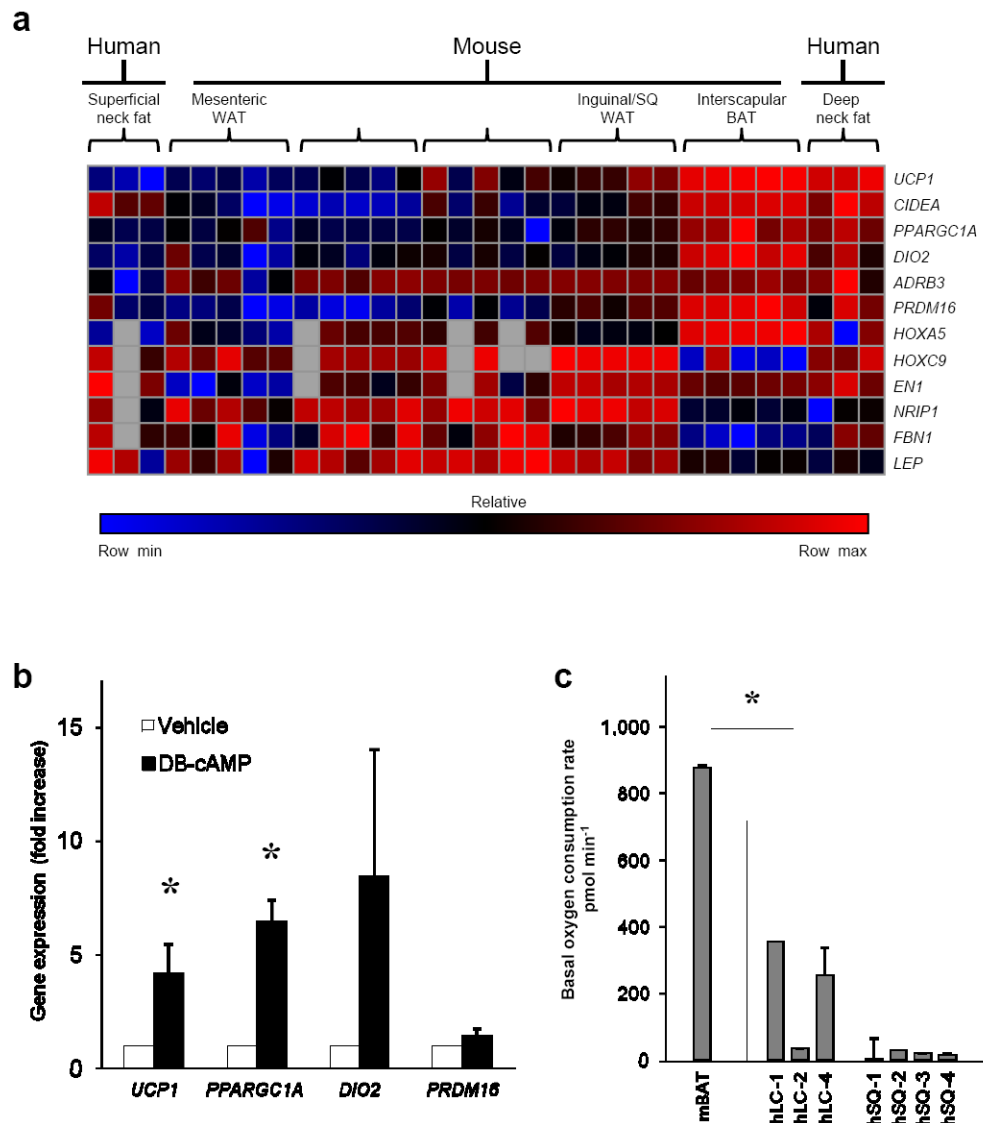 a
Human Mouse Human
Superficial neck fat
Mesenteric WAT
Inguinal/SQ WAT
Interscapular BAT
Deep neck fat
UCP1
CIDEA
PPARGC1A
DIO2
ADRB3
PRDM16
HOXA5
HOXC9
EN1
NRIP1
FBN1
LEP
Relative
Row min Row max
b
Gene expression (fold increase)
15
10
5
0
Vehicle
DB-cAMP
*
*
UCP1 PPARGC1A DIO2 PRDM16
c
Basal oxygen consumption rate
pmol min⁻¹
1,000
800
600
400
200
0
*
mBAT
hLC-1
hLC-2
hLC-4
hSQ-1
hSQ-2
hSQ-3
hSQ-4